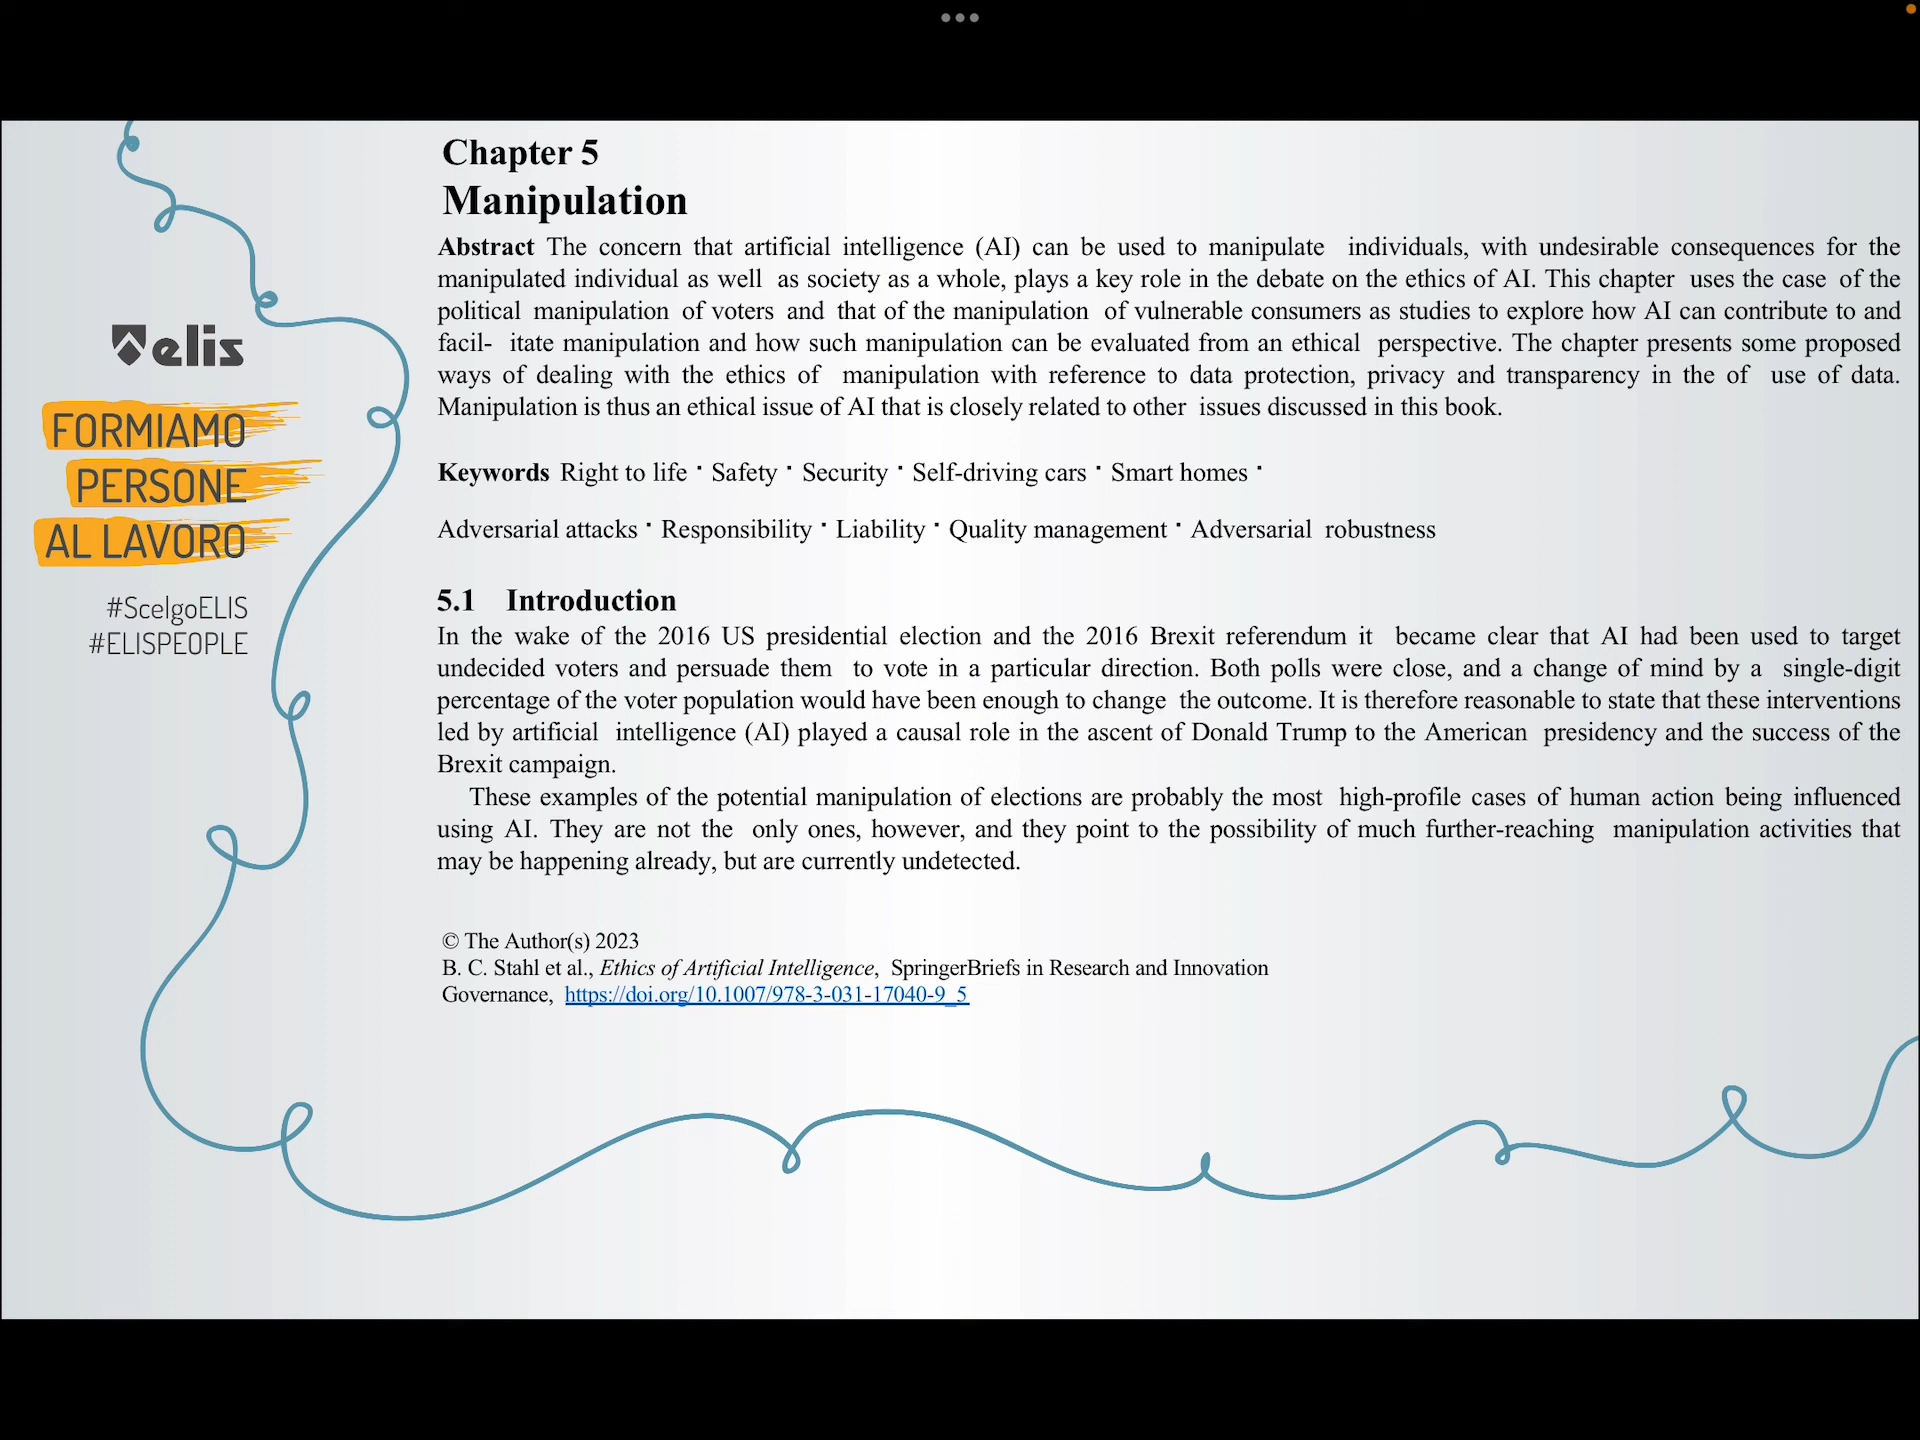 Chapter 5
Manipulation
Abstract The concern that artificial intelligence (AI) can be used to manipulate individuals, with undesirable consequences for the
manipulated individual as well as society as a whole, plays a key role in the debate on the ethics of AI. This chapter uses the case of the
political manipulation of voters and that of the manipulation of vulnerable consumers as studies to explore how AI can contribute to and
facil- itate manipulation and how such manipulation can be evaluated from an ethical perspective. The chapter presents some proposed
ways of dealing with the ethics of manipulation with reference to data protection, privacy and transparency in the of use of data.
Manipulation is thus an ethical issue of AI that is closely related to other issues discussed in this book.
Keywords Right to life · Safety · Security · Self-driving cars · Smart homes ·
Adversarial attacks · Responsibility · Liability · Quality management · Adversarial robustness
5.1 Introduction
In the wake of the 2016 US presidential election and the 2016 Brexit referendum it became clear that AI had been used to target
undecided voters and persuade them to vote in a particular direction. Both polls were close, and a change of mind by a single-digit
percentage of the voter population would have been enough to change the outcome. It is therefore reasonable to state that these interventions
led by artificial intelligence (AI) played a causal role in the ascent of Donald Trump to the American presidency and the success of the
Brexit campaign.
These examples of the potential manipulation of elections are probably the most high-profile cases of human action being influenced
using AI. They are not the only ones, however, and they point to the possibility of much further-reaching manipulation activities that
may be happening already, but are currently undetected.
© The Author(s) 2023
B. C. Stahl et al., Ethics of Artificial Intelligence, SpringerBriefs in Research and Innovation
Governance, https://doi.org/10.1007/978-3-031-17040-9_5
elis
FORMIAMO
PERSONE
AL LAVORO
#ScelgoELIS
#ELISPEOPLE